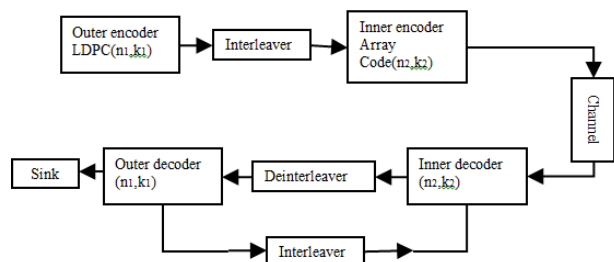 Outer encoder
LDPC(n1,k1)
Interleaver
Inner encoder
Array
Code(n2,k2)
Channel
Sink
Outer decoder
(n1,k1)
Deinterleaver
Inner decoder
(n2,k2)
Interleaver